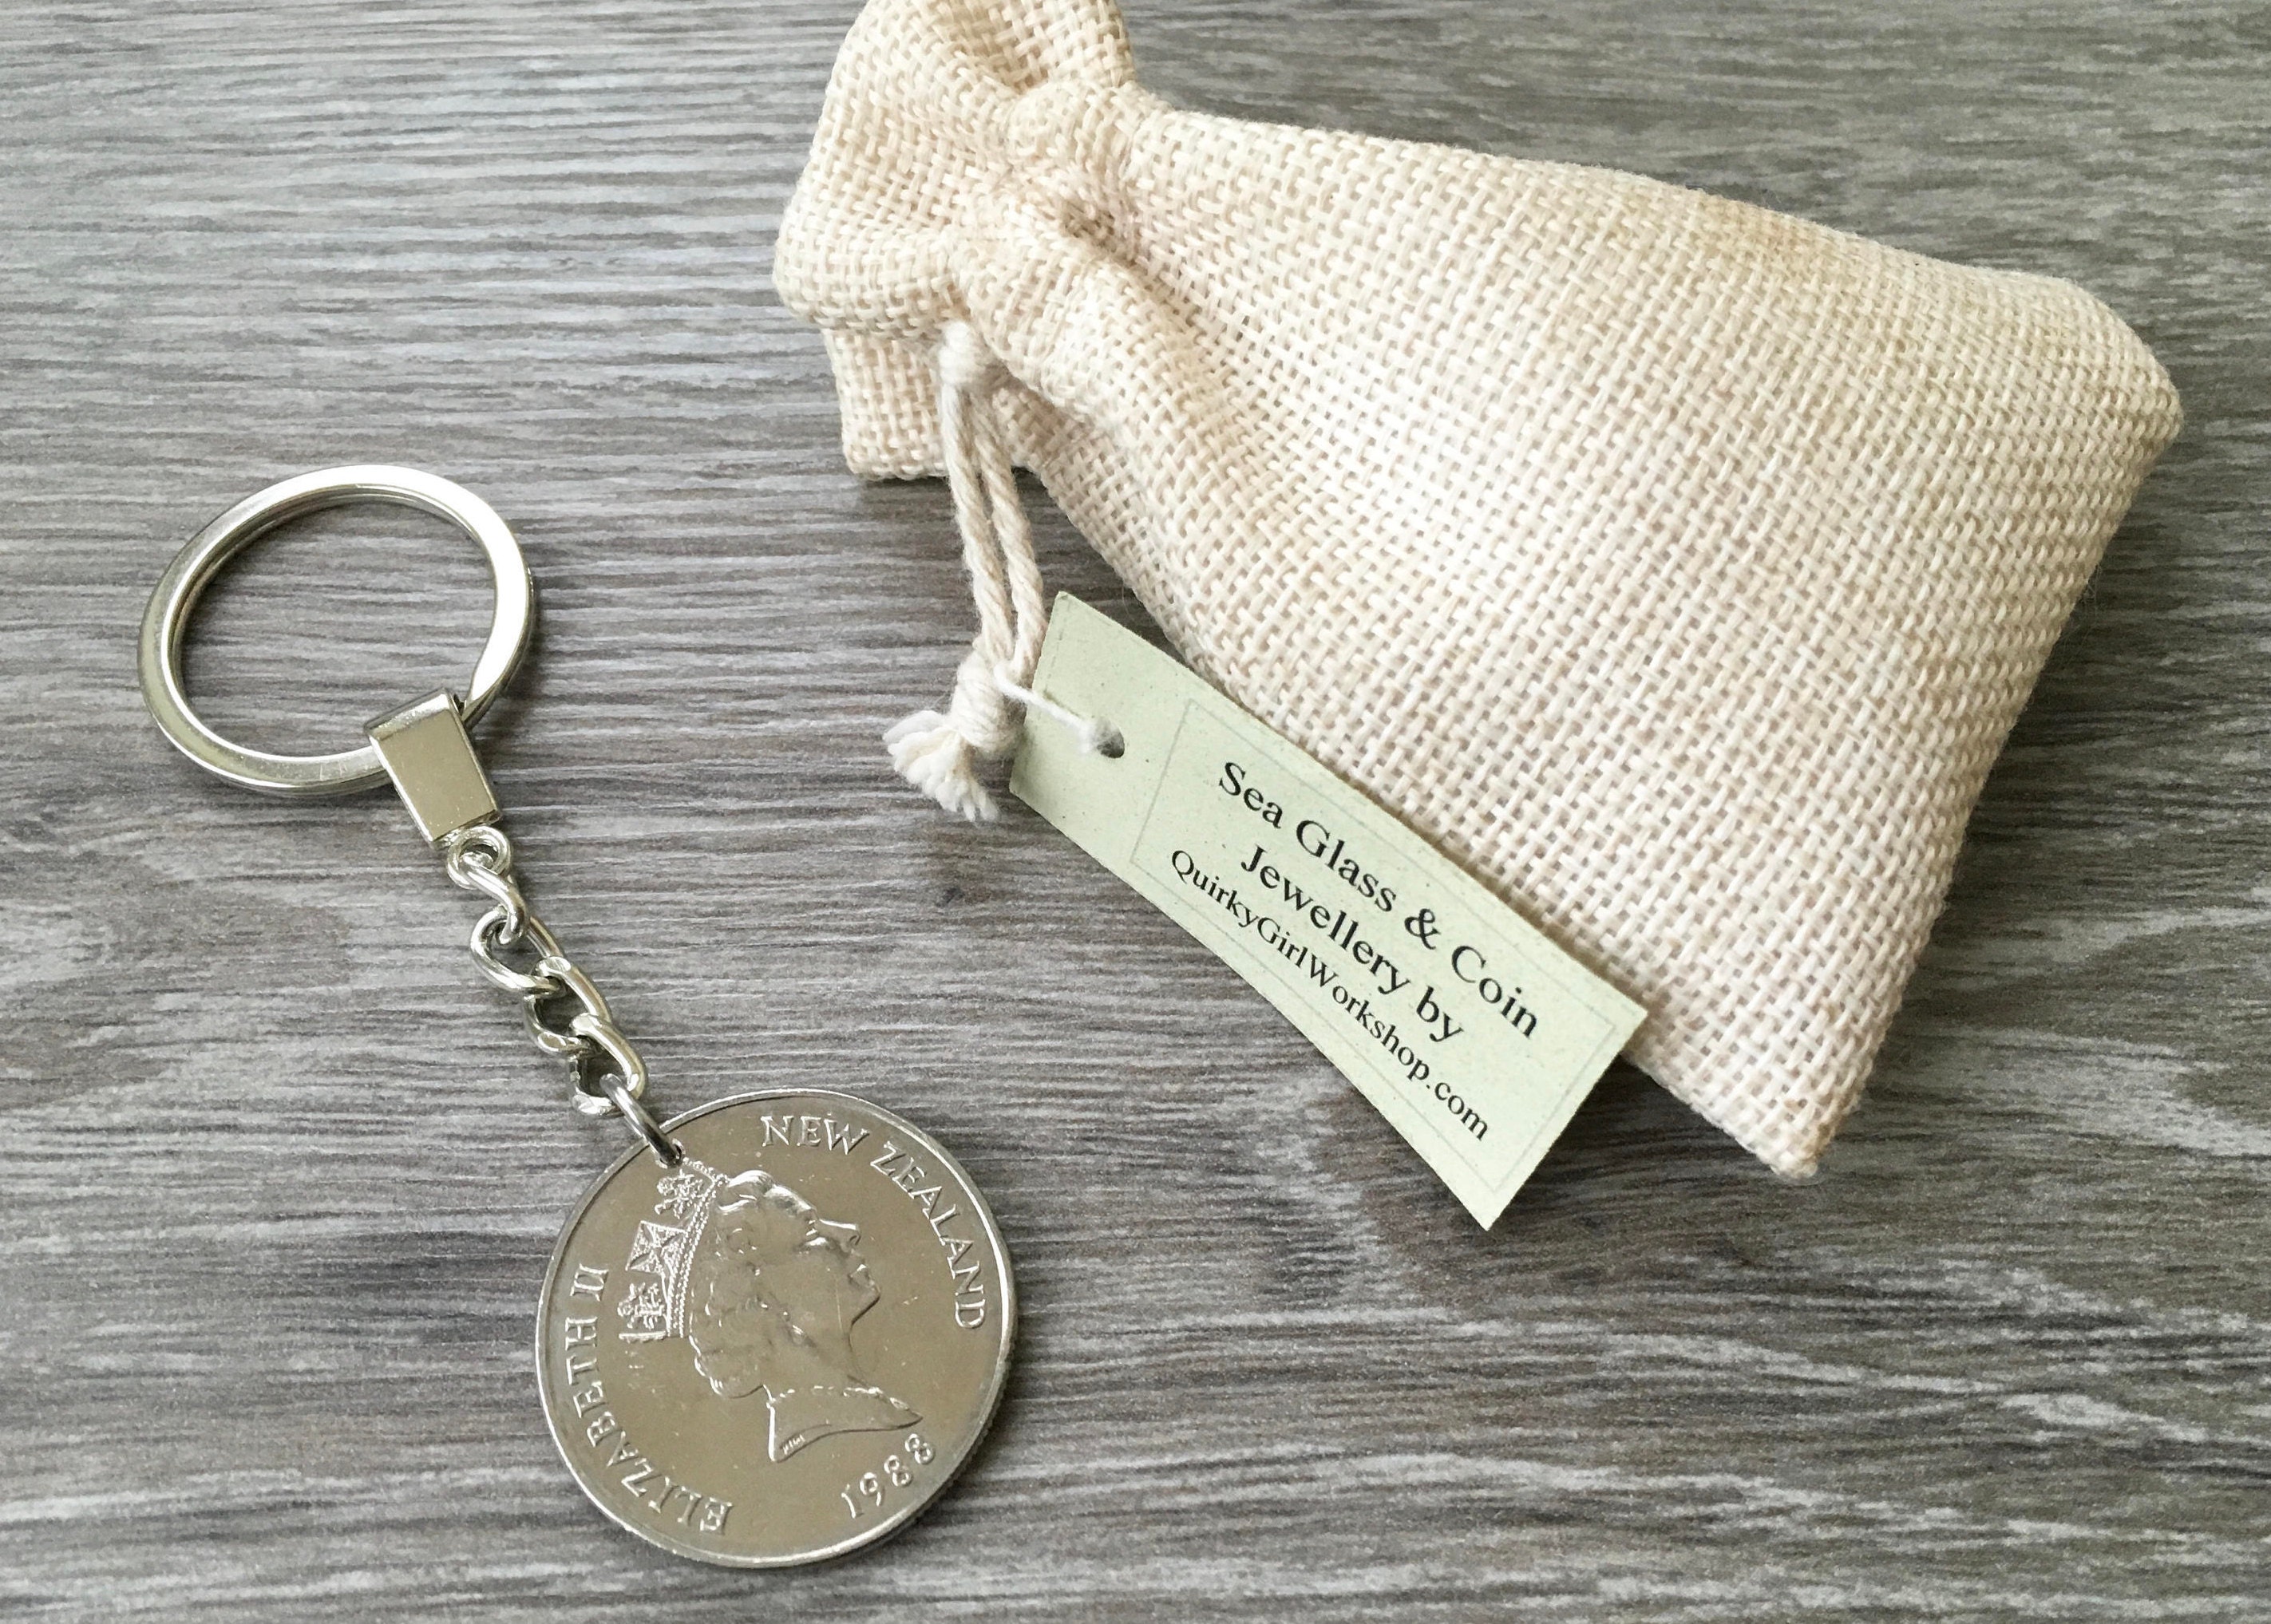 Sea Glass & Coin
Jewellery by
QuirkyGirlWorkshop.com
ELIZABETH II
NEW ZEALAND
1988